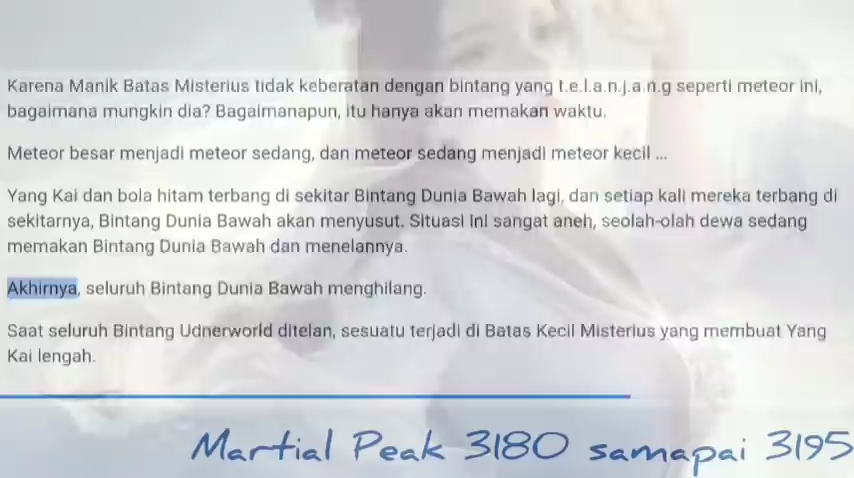 Karena Manik Batas Misterius tidak keberatan dengan bintang yang t.e.l.a.n.j.a.n.g seperti meteor ini,
bagaimana mungkin dia? Bagaimanapun, itu hanya akan memakan waktu.
Meteor besar menjadi meteor sedang, dan meteor sedang menjadi meteor kecil ...
Yang Kai dan bola hitam terbang di sekitar Bintang Dunia Bawah lagi, dan setiap kali mereka terbang di
sekitarnya, Bintang Dunia Bawah akan menyusut. Situasi ini sangat aneh, seolah-olah dewa sedang
memakan Bintang Dunia Bawah dan menelannya.
Akhirnya, seluruh Bintang Dunia Bawah menghilang.
Saat seluruh Bintang Udnerworld ditelan, sesuatu terjadi di Batas Kecil Misterius yang membuat Yang
Kai lengah.
Martial Peak 3180 samapai 3195